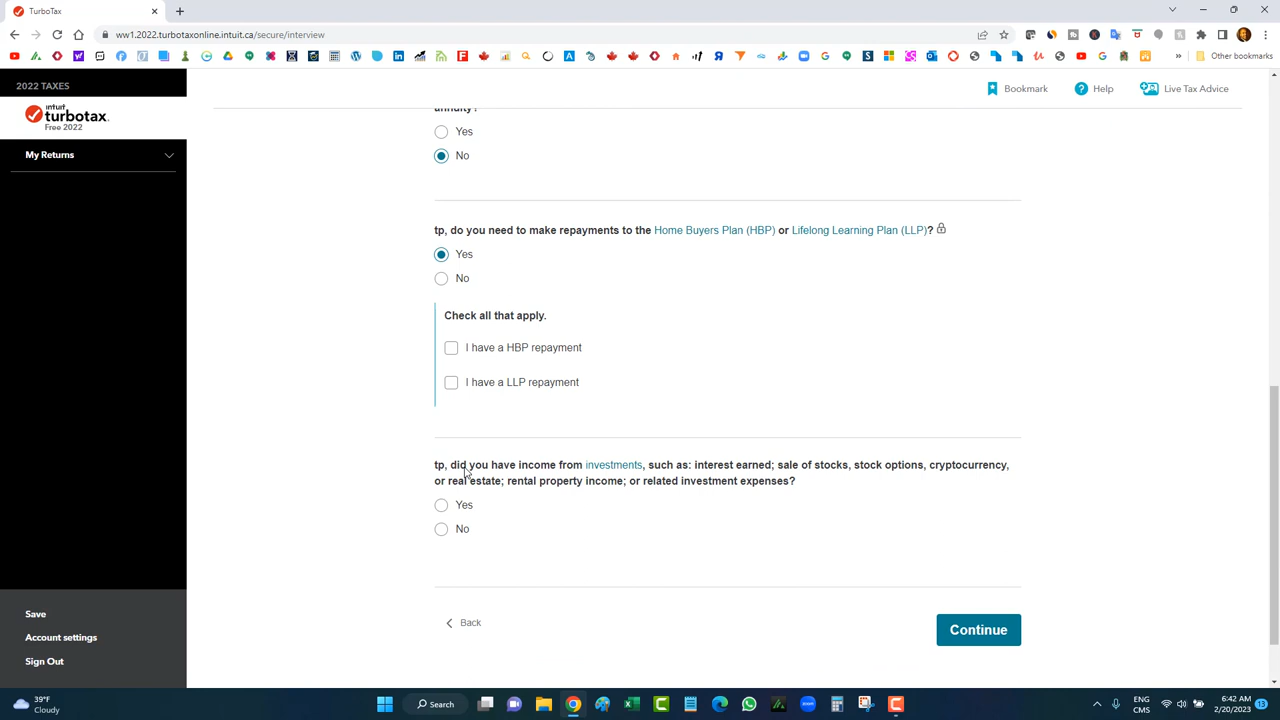 TurboTax
ww1.2022.turbotaxonline.intuit.ca/secure/interview
Other bookmarks
2022 TAXES
intuit
turbotax.
Free 2022
My Returns
Bookmark
Help
Live Tax Advice
annuity?
Yes
No
tp, do you need to make repayments to the Home Buyers Plan (HBP) or Lifelong Learning Plan (LLP)?
Yes
No
Check all that apply.
I have a HBP repayment
I have a LLP repayment
tp, did you have income from investments, such as: interest earned; sale of stocks, stock options, cryptocurrency,
or real estate; rental property income; or related investment expenses?
Yes
No
Back
Continue
Save
Account settings
Sign Out
39°F
Cloudy
Search
ENG
CMS
6:42 AM
2/20/2023
13